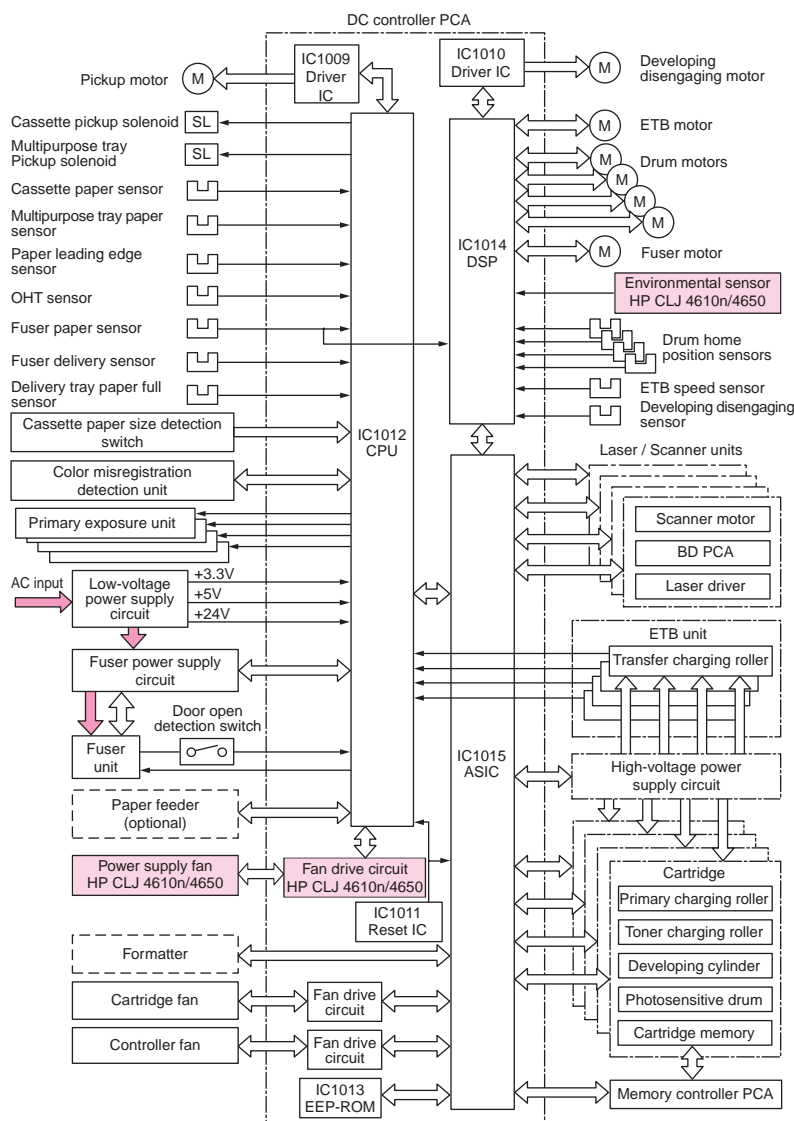 DC controller PCA
Pickup motor
M
IC1009
Driver
IC
IC1010
Driver IC
M
Developing
disengaging motor
Cassette pickup solenoid
SL
Multipurpose tray
Pickup solenoid
SL
Cassette paper sensor
Multipurpose tray paper
sensor
Paper leading edge
sensor
OHT sensor
Fuser paper sensor
Fuser delivery sensor
Delivery tray paper full
sensor
Cassette paper size detection
switch
Color misregistration
detection unit
Primary exposure unit
AC input
Low-voltage
power supply
circuit
+3.3V
+5V
+24V
Fuser power supply
circuit
Door open
detection switch
Fuser
unit
Paper feeder
(optional)
Power supply fan
HP CLJ 4610n/4650
Fan drive circuit
HP CLJ 4610n/4650
IC1011
Reset IC
Formatter
Cartridge fan
Fan drive
circuit
Controller fan
Fan drive
circuit
IC1013
EEP-ROM
IC1012
CPU
IC1014
DSP
IC1015
ASIC
M
ETB motor
M
M
M
M
Drum motors
M
Fuser motor
Environmental sensor
HP CLJ 4610n/4650
Drum home
position sensors
ETB speed sensor
Developing disengaging
sensor
Laser / Scanner units
Scanner motor
BD PCA
Laser driver
ETB unit
Transfer charging roller
High-voltage power
supply circuit
Cartridge
Primary charging roller
Toner charging roller
Developing cylinder
Photosensitive drum
Cartridge memory
Memory controller PCA